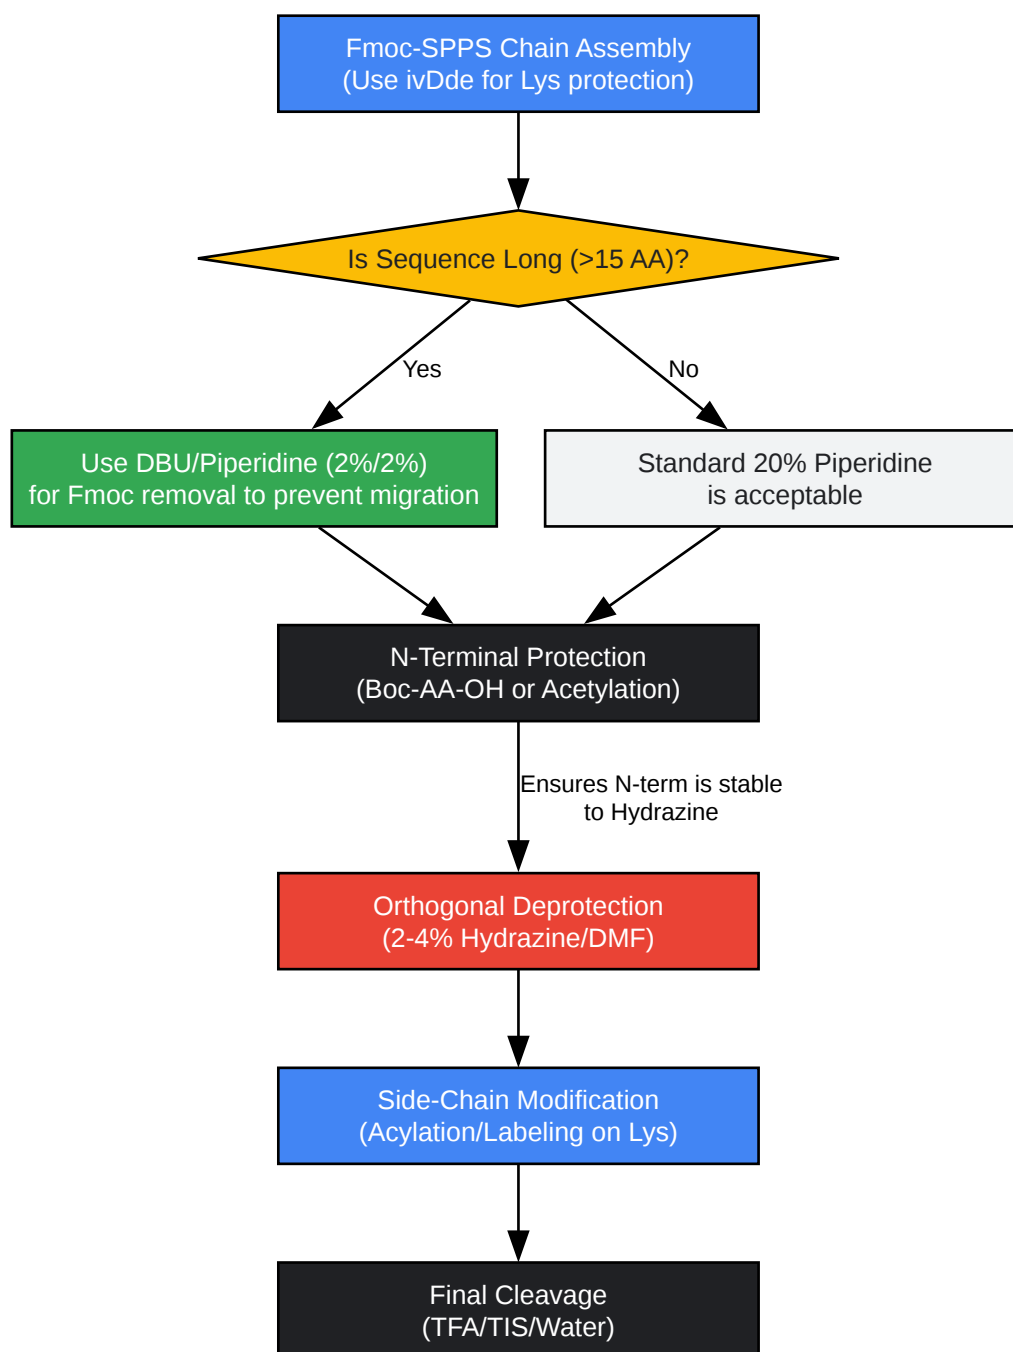 Fmoc-SPPS Chain Assembly
(Use ivDde for Lys protection)
Is Sequence Long (>15 AA)?
Yes
No
Use DBU/Piperidine (2%/2%)
for Fmoc removal to prevent migration
Standard 20% Piperidine
is acceptable
N-Terminal Protection
(Boc-AA-OH or Acetylation)
Ensures N-term is stable
to Hydrazine
Orthogonal Deprotection
(2-4% Hydrazine/DMF)
Side-Chain Modification
(Acylation/Labeling on Lys)
Final Cleavage
(TFA/TIS/Water)